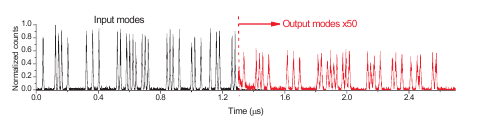 Input modes
Output modes x50
Normalized counts
1.0
0.8
0.6
0.4
0.2
0.0
0.0 0.4 0.8 1.2 1.6 2.0 2.4
Time (μs)